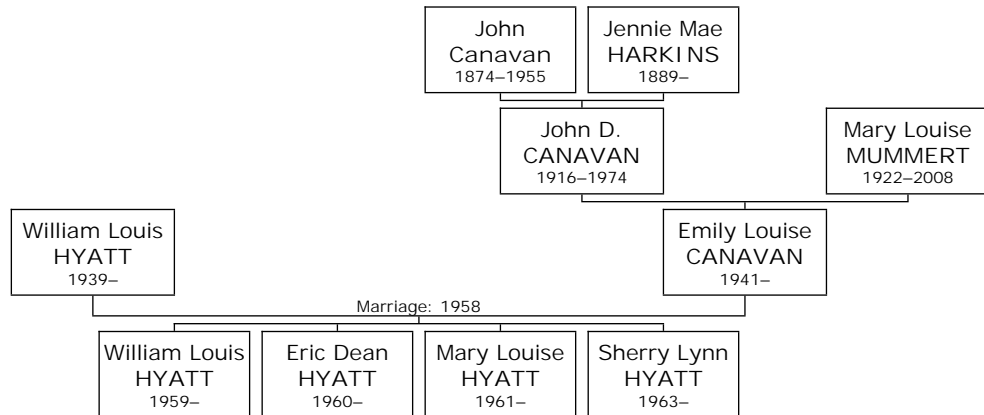 John
Canavan
1874–1955
Jennie Mae
HARKINS
1889–
John D.
CANAVAN
1916–1974
Mary Louise
MUMMERT
1922–2008
William Louis
HYATT
1939–
Emily Louise
CANAVAN
1941–
Marriage: 1958
William Louis
HYATT
1959–
Eric Dean
HYATT
1960–
Mary Louise
HYATT
1961–
Sherry Lynn
HYATT
1963–